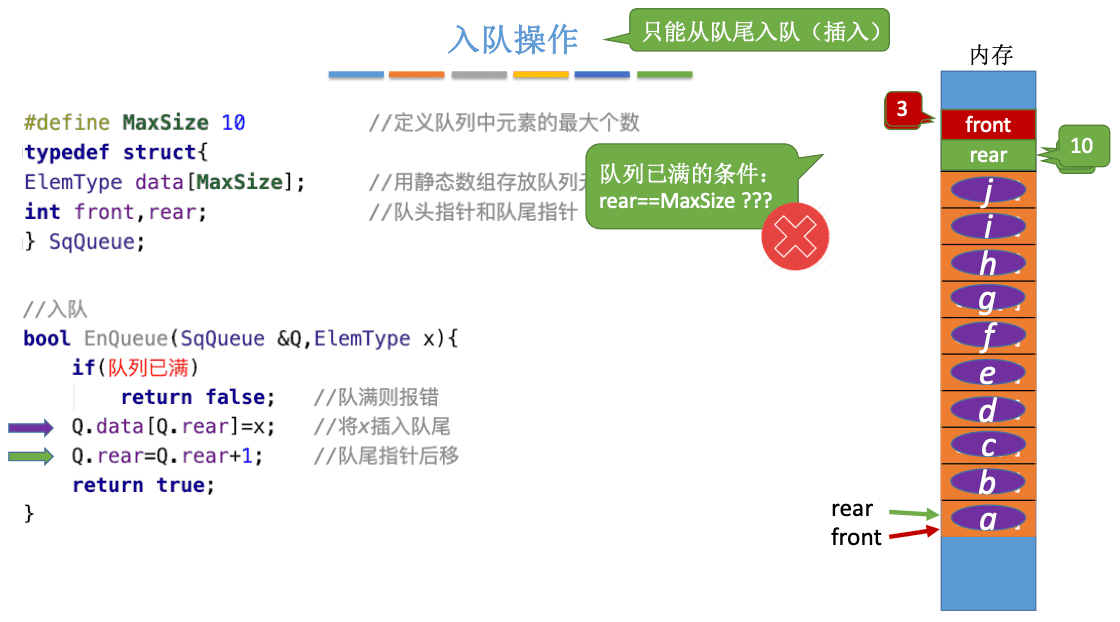 入队操作
只能从队尾入队（插入）
#define MaxSize 10 //定义队列中元素的最大个数
typedef struct{
ElemType data[MaxSize]; //用静态数组存放队列
int front,rear; //队头指针和队尾指针
} SqQueue;
队列已满的条件：
rear==MaxSize ???
//入队
bool EnQueue(SqQueue &Q,ElemType x){
if(队列已满)
return false; //队满则报错
Q.data[Q.rear]=x; //将x插入队尾
Q.rear=Q.rear+1; //队尾指针后移
return true;
}
内存
3
front
rear
10
j
i
h
g
f
e
d
c
b
a
rear
front